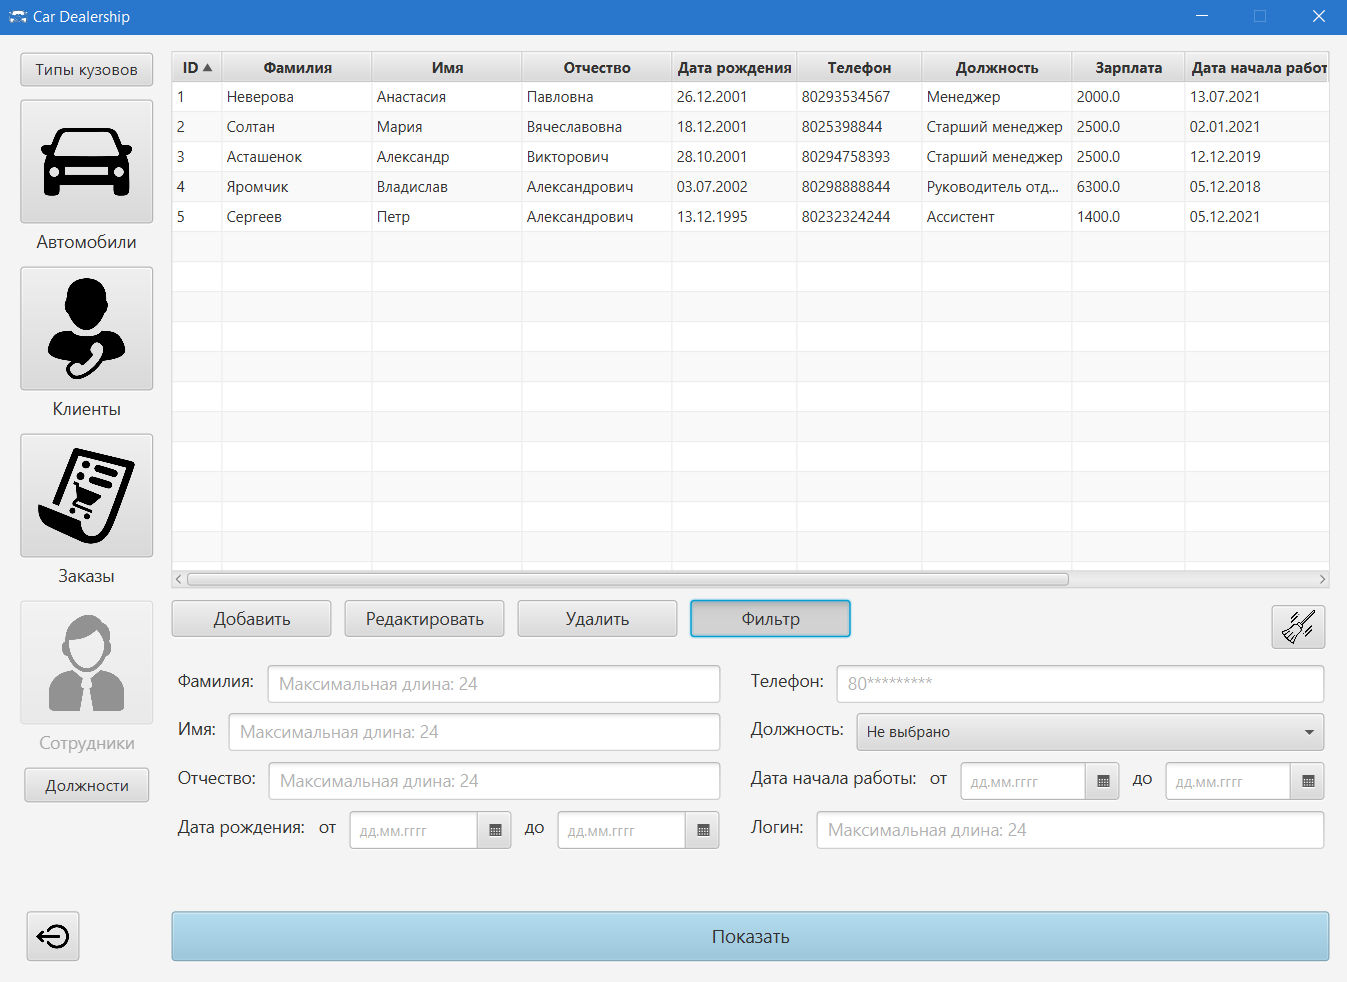 Car Dealership
Типы кузовов
Автомобили
Клиенты
Заказы
Сотрудники
Должности
ID Фамилия Имя Отчество Дата рождения Телефон Должность Зарплата Дата начала работ
1 Неверова Анастасия Павловна 26.12.2001 80293534567 Менеджер 2000.0 13.07.2021
2 Солтан Мария Вячеславовна 18.12.2001 8025398844 Старший менеджер 2500.0 02.01.2021
3 Асташенок Александр Викторович 28.10.2001 80294758393 Старший менеджер 2500.0 12.12.2019
4 Яромчик Владислав Александрович 03.07.2002 80298888844 Руководитель отд... 6300.0 05.12.2018
5 Сергеев Петр Александрович 13.12.1995 80232324244 Ассистент 1400.0 05.12.2021
Добавить Редактировать Удалить Фильтр
Фамилия: Максимальная длина: 24 Телефон: 80*********
Имя: Максимальная длина: 24 Должность: Не выбрано
Отчество: Максимальная длина: 24 Дата начала работы: от дд.мм.гггг до дд.мм.гггг
Дата рождения: от дд.мм.гггг до дд.мм.гггг Логин: Максимальная длина: 24
Показать